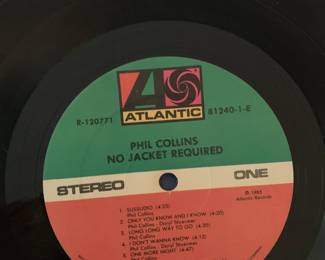 ATLANTIC
R-120771 81240-1-E
PHIL COLLINS
NO JACKET REQUIRED
STEREO ONE
1. SUSSUDIO (4:23)
Phil Collins
2. ONLY YOU KNOW AND I KNOW (4:20)
Phil Collins - Daryl Stuermer
3. LONG LONG WAY TO GO (4:20)
Phil Collins
4. I DON'T WANNA KNOW (4:12)
Phil Collins - Daryl Stuermer
5. ONE MORE NIGHT (4:47)
Phil Collins
© 1985
Atlantic Records